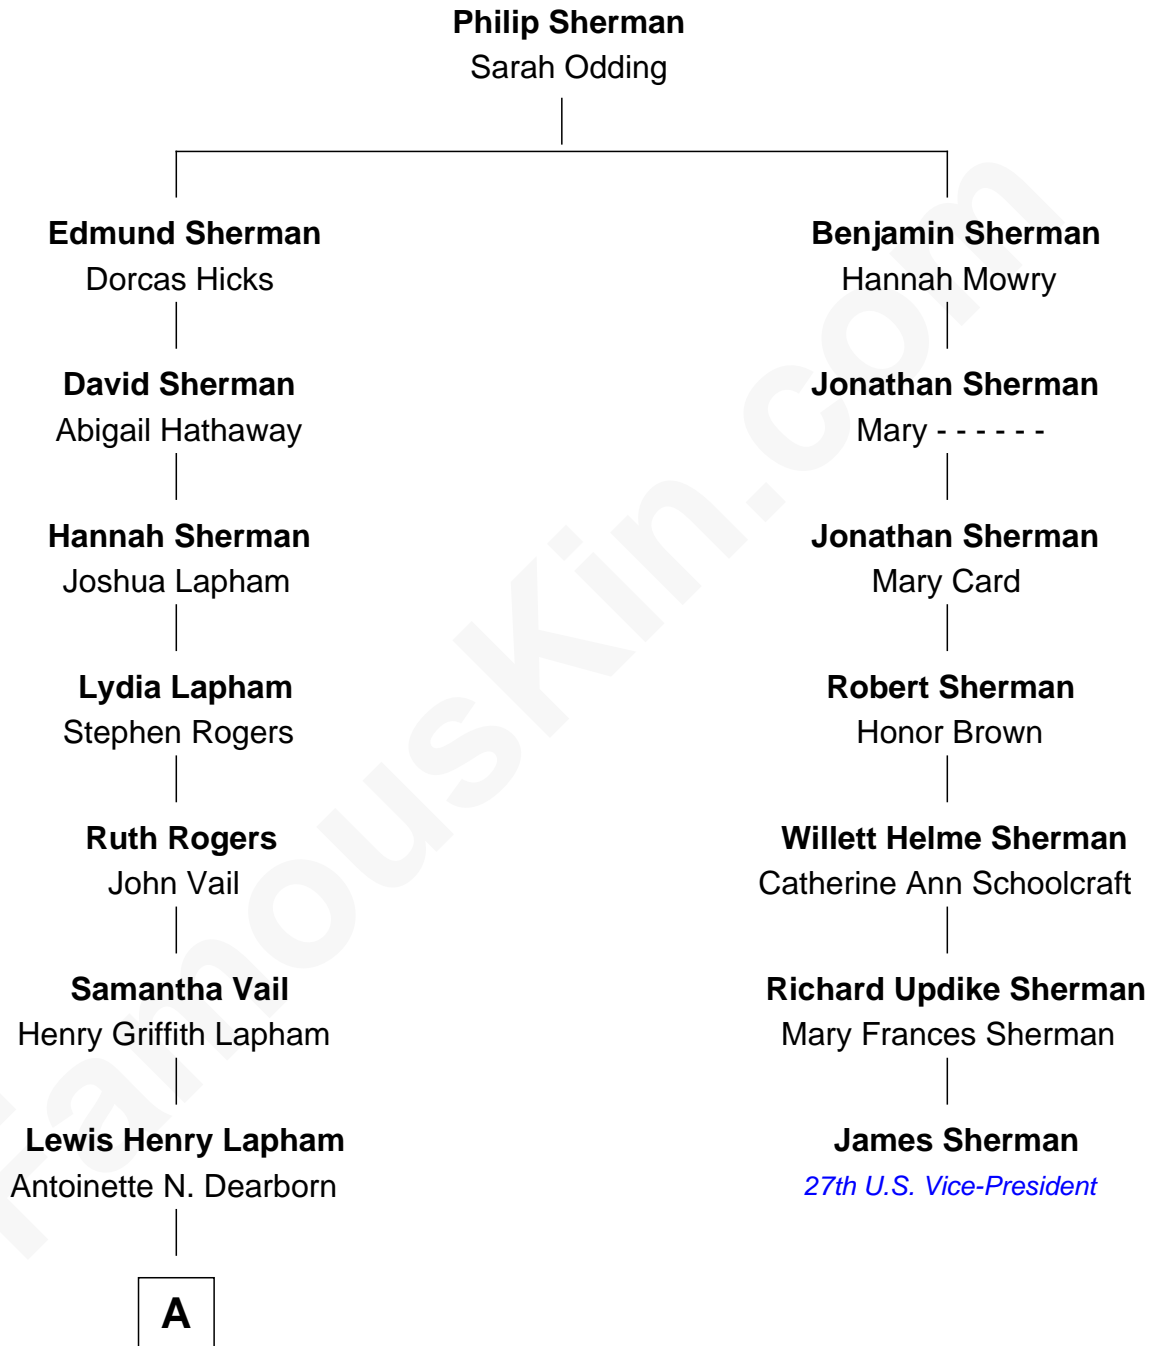 Philip Sherman
Sarah Odding
Edmund Sherman
Dorcas Hicks
Benjamin Sherman
Hannah Mowry
David Sherman
Abigail Hathaway
Jonathan Sherman
Mary - - - - - -
Hannah Sherman
Joshua Lapham
Jonathan Sherman
Mary Card
Lydia Lapham
Stephen Rogers
Robert Sherman
Honor Brown
Ruth Rogers
John Vail
Willett Helme Sherman
Catherine Ann Schoolcraft
Samantha Vail
Henry Griffith Lapham
Richard Updike Sherman
Mary Frances Sherman
Lewis Henry Lapham
Antoinette N. Dearborn
James Sherman
27th U.S. Vice-President
A
FamousKin.com